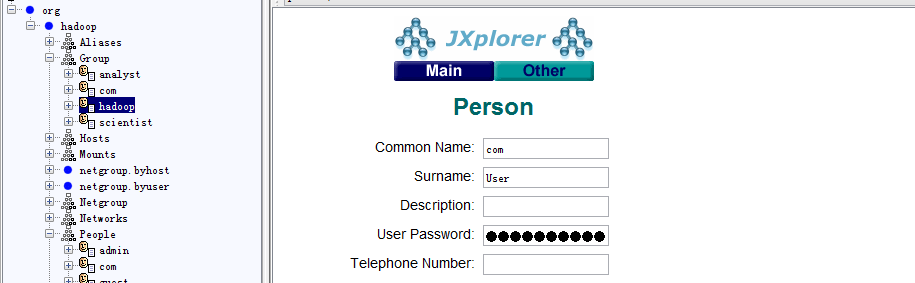 org
hadoop
Aliases
Group
analyst
com
hadoop
scientist
Hosts
Mounts
netgroup.byhost
netgroup.byuser
Netgroup
Networks
People
admin
com
guest
JXplorer
Main Other
Person
Common Name: com
Surname: User
Description:
User Password: ●●●●●●●●●●
Telephone Number: